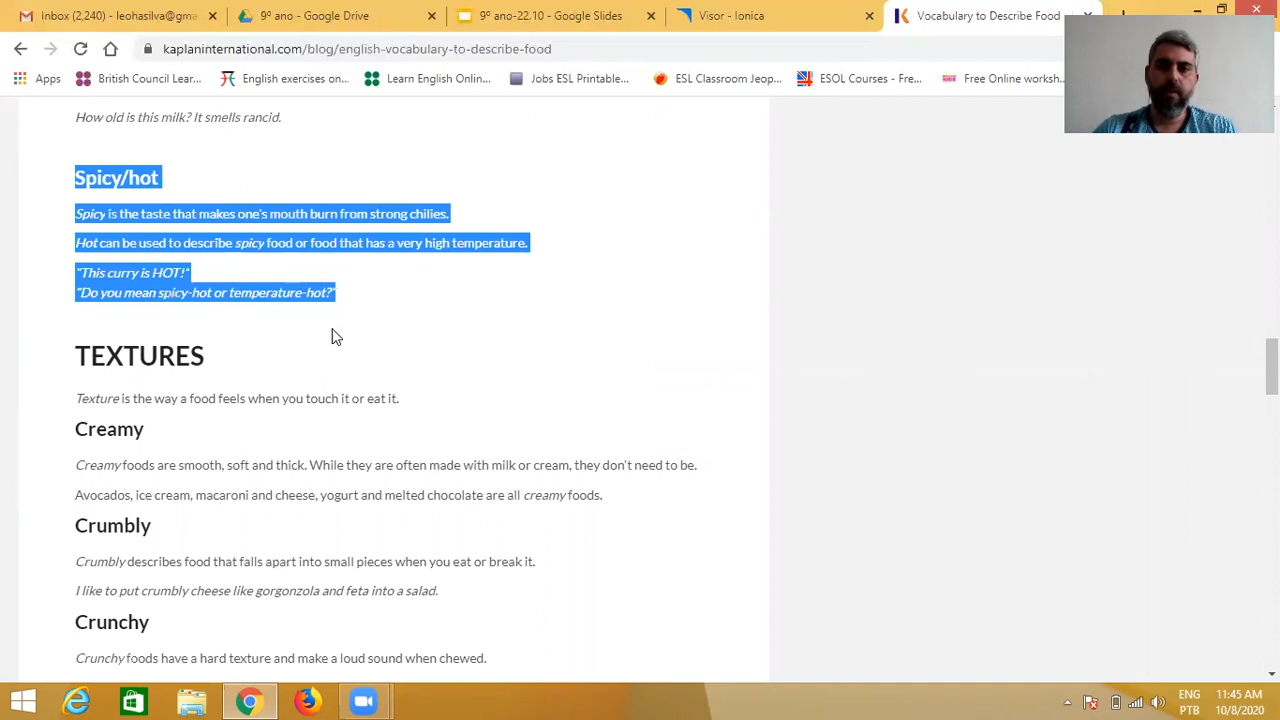 Inbox (2,240) - leohasilva@gma
9º ano - Google Drive
9º ano-22.10 - Google Slides
Visor - Ionica
Vocabulary to Describe Food
kaplaninternational.com/blog/english-vocabulary-to-describe-food
Apps
British Council Lear...
English exercises on...
Learn English Onlin...
Jobs ESL Printable...
ESL Classroom Jeop...
ESOL Courses - Fre...
Free Online worksh...
How old is this milk? It smells rancid.
Spicy/hot
Spicy is the taste that makes one's mouth burn from strong chilies.
Hot can be used to describe spicy food or food that has a very high temperature.
"This curry is HOT!"
"Do you mean spicy-hot or temperature-hot?"
TEXTURES
Texture is the way a food feels when you touch it or eat it.
Creamy
Creamy foods are smooth, soft and thick. While they are often made with milk or cream, they don't need to be.
Avocados, ice cream, macaroni and cheese, yogurt and melted chocolate are all creamy foods.
Crumbly
Crumbly describes food that falls apart into small pieces when you eat or break it.
I like to put crumbly cheese like gorgonzola and feta into a salad.
Crunchy
Crunchy foods have a hard texture and make a loud sound when chewed.
ENG
PTB
11:45 AM
10/8/2020